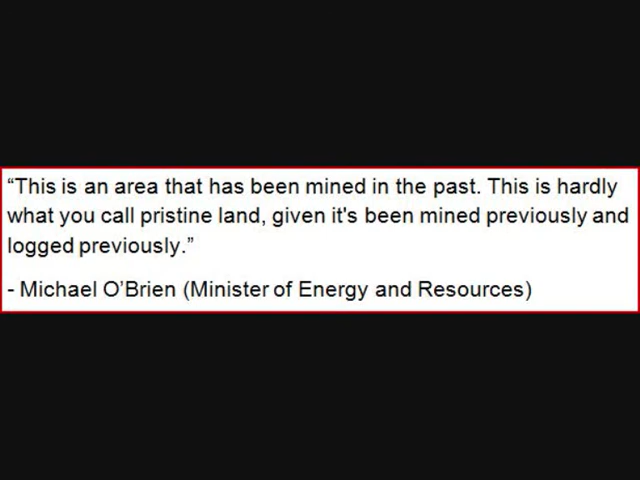 “This is an area that has been mined in the past. This is hardly
what you call pristine land, given it's been mined previously and
logged previously.”
- Michael O’Brien (Minister of Energy and Resources)